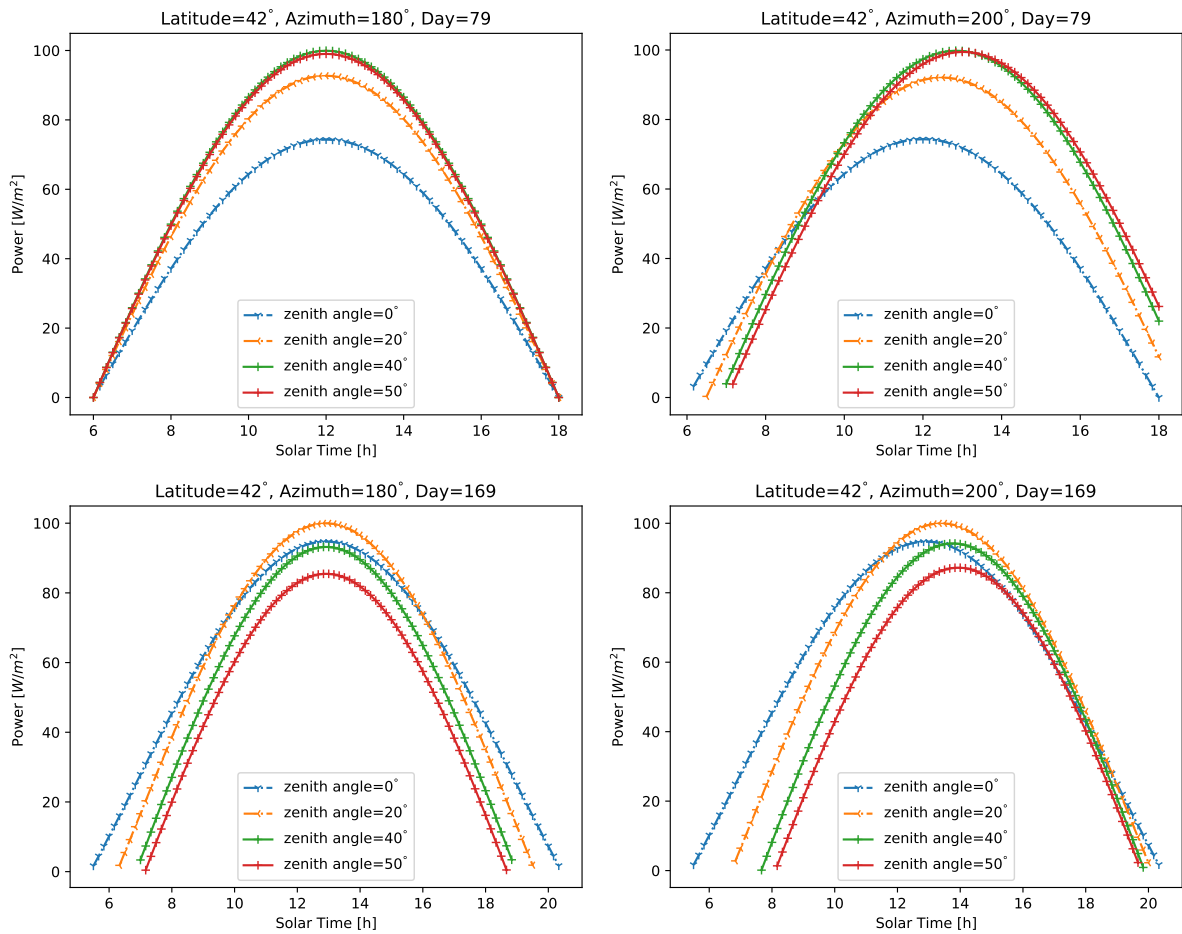 Latitude=42°, Azimuth=180°, Day=79
100
80
60
40
20
0
Power [W/m²]
zenith angle=0°
zenith angle=20°
zenith angle=40°
zenith angle=50°
6 8 10 12 14 16 18
Solar Time [h]
Latitude=42°, Azimuth=200°, Day=79
100
80
60
40
20
0
Power [W/m²]
zenith angle=0°
zenith angle=20°
zenith angle=40°
zenith angle=50°
6 8 10 12 14 16 18
Solar Time [h]
Latitude=42°, Azimuth=180°, Day=169
100
80
60
40
20
0
Power [W/m²]
zenith angle=0°
zenith angle=20°
zenith angle=40°
zenith angle=50°
6 8 10 12 14 16 18 20
Solar Time [h]
Latitude=42°, Azimuth=200°, Day=169
100
80
60
40
20
0
Power [W/m²]
zenith angle=0°
zenith angle=20°
zenith angle=40°
zenith angle=50°
6 8 10 12 14 16 18 20
Solar Time [h]